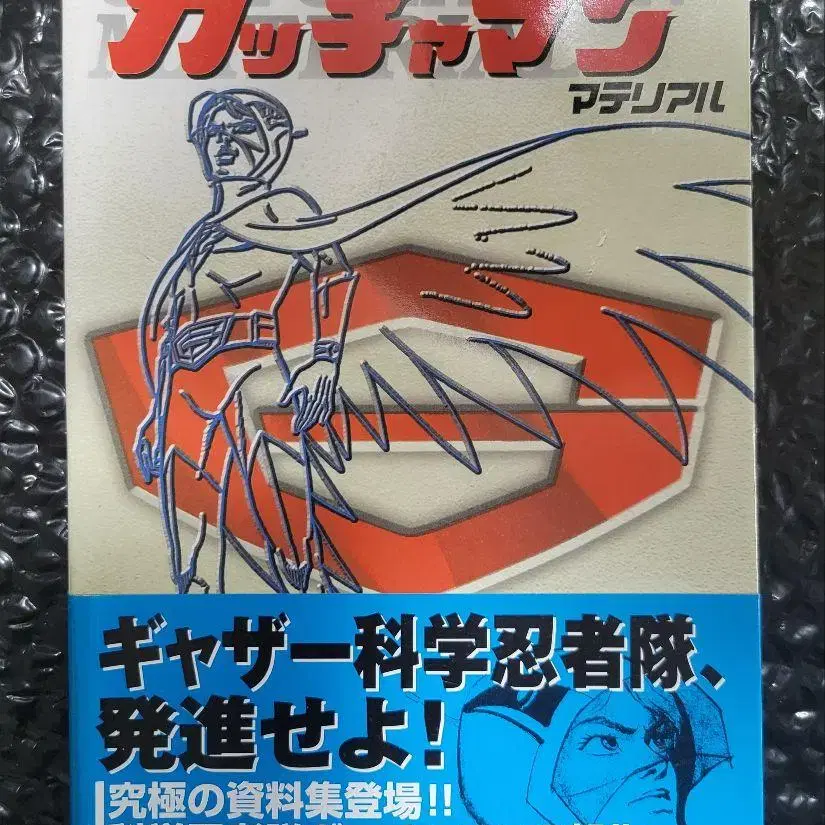 ガッチャマン
マテリアル
ギャザー科学忍者隊、
発進せよ!
究極の資料集登場!!